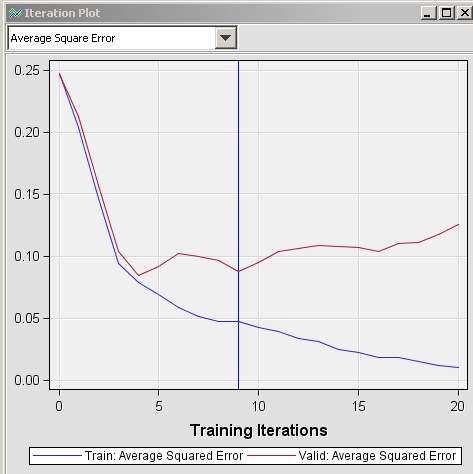 Iteration Plot
Average Square Error
0.25
0.20
0.15
0.10
0.05
0.00
0 5 10 15 20
Training Iterations
Train: Average Squared Error Valid: Average Squared Error